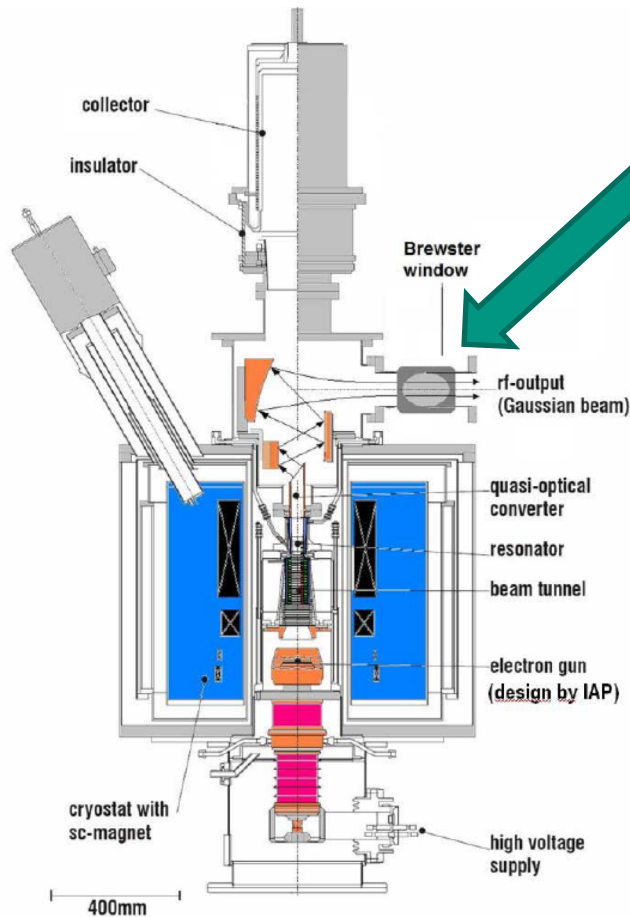 collector
insulator
Brewster
window
rf-output
(Gaussian beam)
quasi-optical
converter
resonator
beam tunnel
electron gun
(design by IAP)
cryostat with
sc-magnet
high voltage
supply
400mm